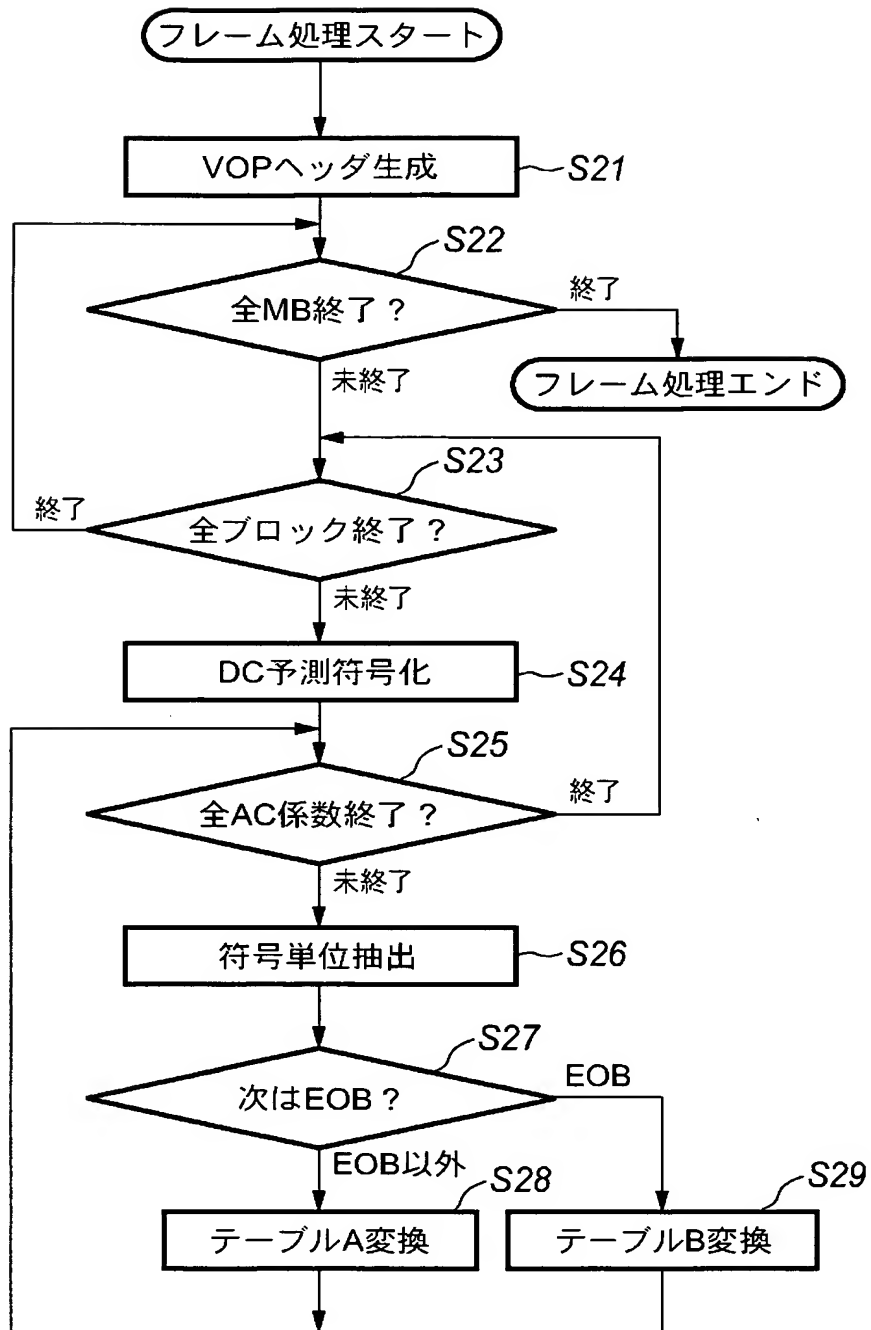 フレーム処理スタート
VOPヘッダ生成
S21
S22
全MB終了？
終了
未終了
フレーム処理エンド
S23
終了
全ブロック終了？
未終了
DC予測符号化
S24
S25
全AC係数終了？
終了
未終了
符号単位抽出
S26
S27
次はEOB？
EOB
EOB以外
S28
S29
テーブルA変換
テーブルB変換